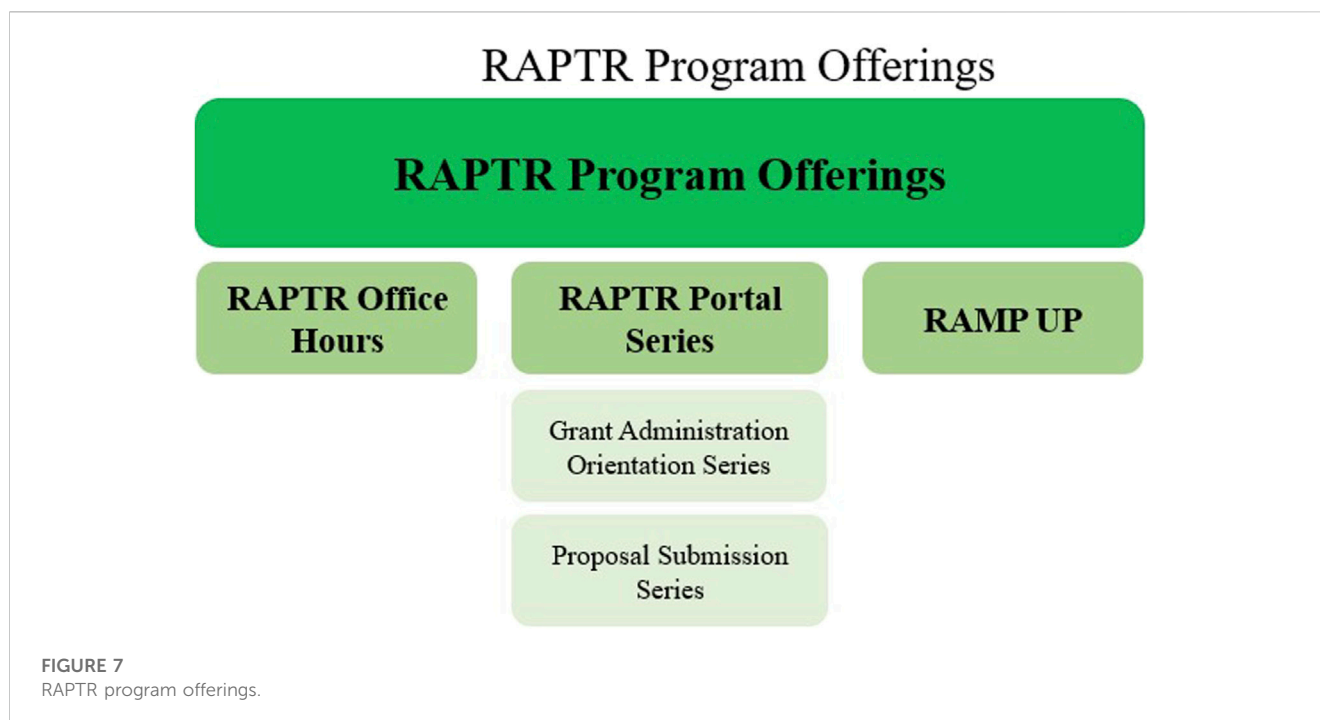 RAPTR Program Offerings
RAPTR Program Offerings
RAPTR Office
Hours
RAPTR Portal
Series
RAMP UP
Grant Administration
Orientation Series
Proposal Submission
Series
FIGURE 7
RAPTR program offerings.